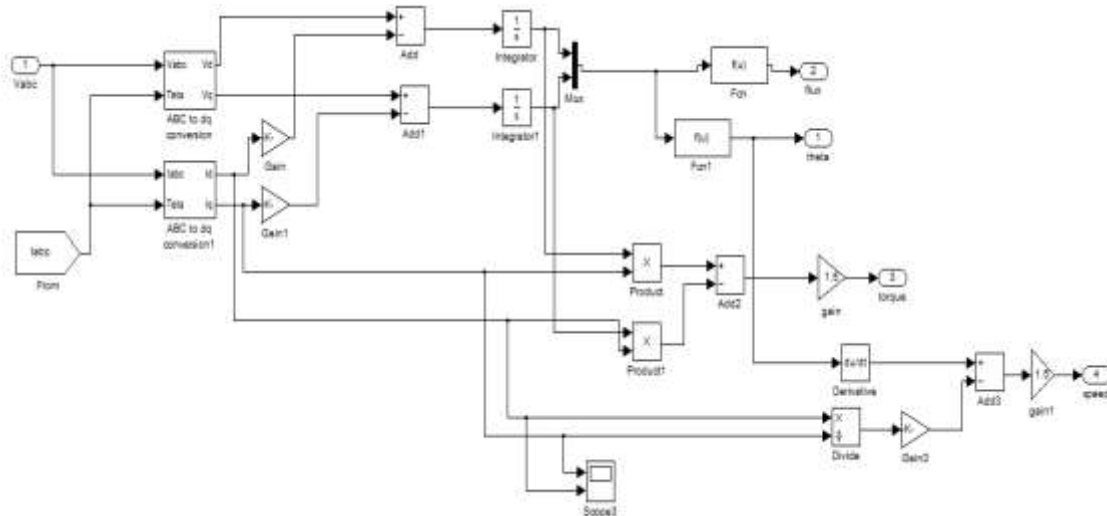 1
Vabc
Vabc
Vd
Teta
Vq
ABC to dq
conversion
Iabc
Id
Teta
Iq
ABC to dq
conversion1
Iabc
From
-K-
Gain
-K-
Gain1
+
−
Add
+
−
Add1
1
s
Integrator
1
s
Integrator1
Mux
f(u)
Fcn
2
flux
f(u)
Fcn1
1
theta
X
Product
X
Product1
+
−
Add2
1.5
gain
3
torque
du/dt
Derivative
+
−
Add3
1.5
gain1
4
speed
X
÷
Divide
-K-
Gain2
Scope3